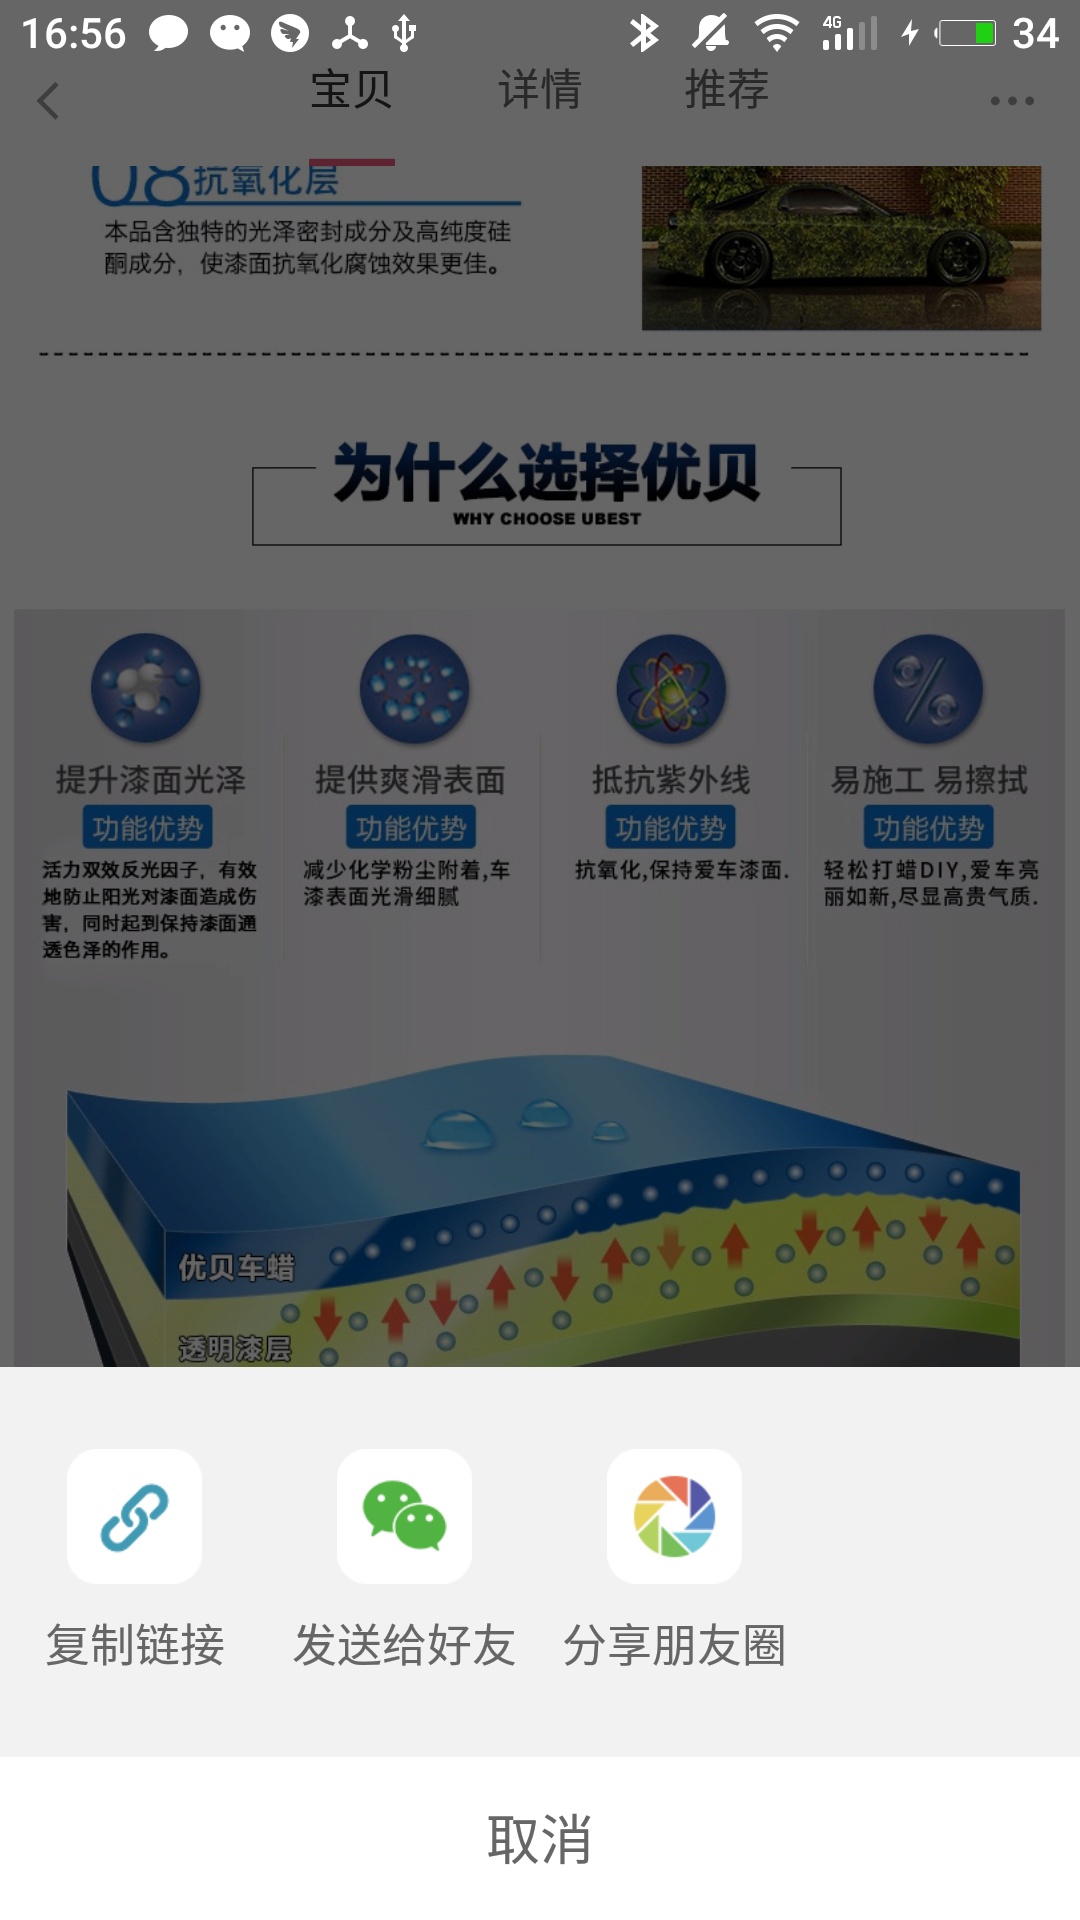 16:56
4G
34
宝贝
详情
推荐
08抗氧化层
本品含独特的光泽密封成分及高纯度硅
酮成分，使漆面抗氧化腐蚀效果更佳。
为什么选择优贝
WHY CHOOSE UBEST
提升漆面光泽
功能优势
活力双效反光因子，有效
地防止阳光对漆面造成伤
害，同时起到保持漆面通
透色泽的作用。
提供爽滑表面
功能优势
减少化学粉尘附着,车
漆表面光滑细腻
抵抗紫外线
功能优势
抗氧化,保持爱车漆面.
易施工 易擦拭
功能优势
轻松打蜡DIY,爱车亮
丽如新,尽显高贵气质.
优贝车蜡
透明漆层
复制链接
发送给好友
分享朋友圈
取消